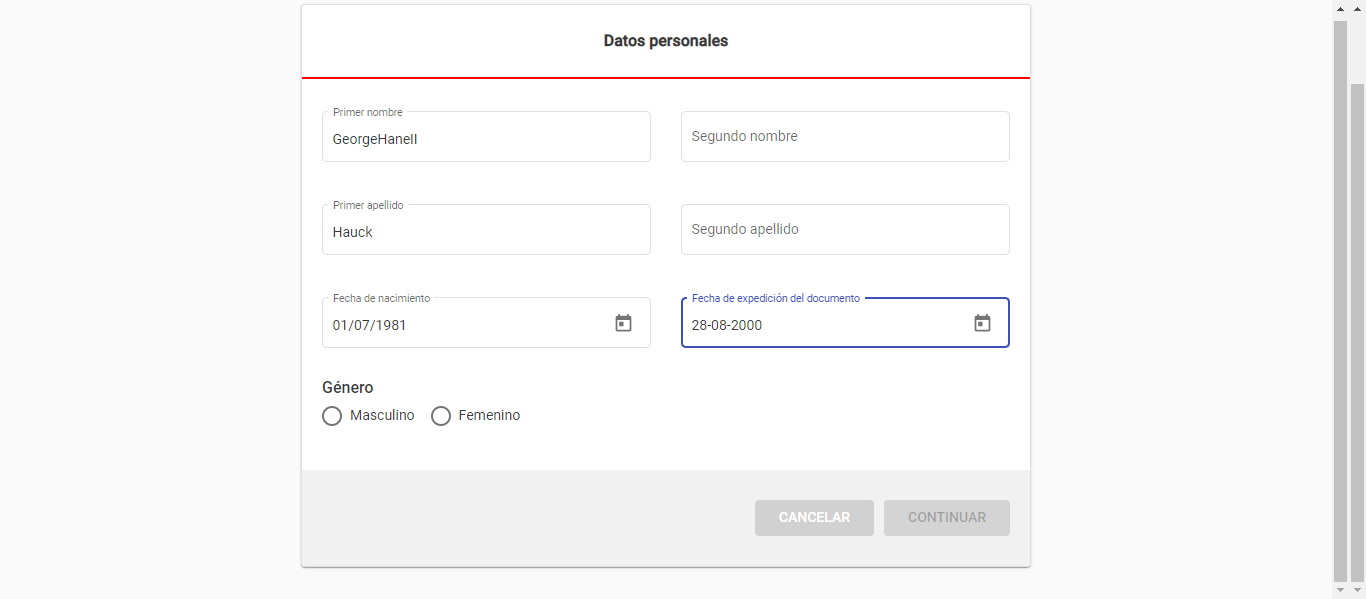 Datos personales
Primer nombre
GeorgeHaneII
Segundo nombre
Primer apellido
Hauck
Segundo apellido
Fecha de nacimiento
01/07/1981
Fecha de expedición del documento
28-08-2000
Género
Masculino Femenino
CANCELAR CONTINUAR